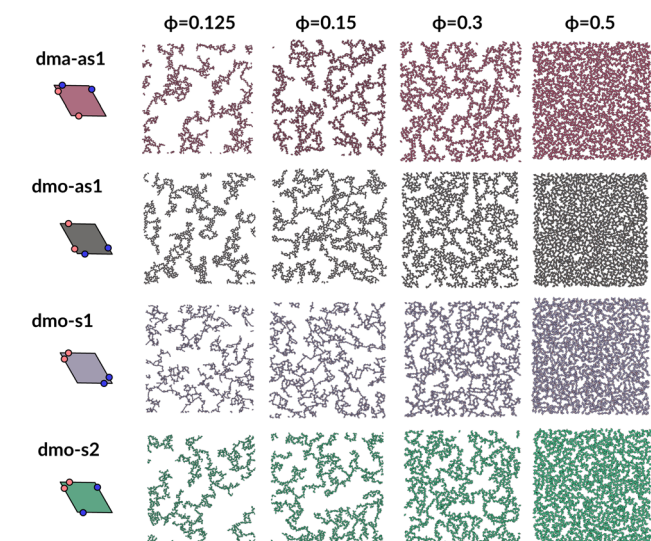 ϕ=0.125 ϕ=0.15 ϕ=0.3 ϕ=0.5
dma-as1
dmo-as1
dmo-s1
dmo-s2